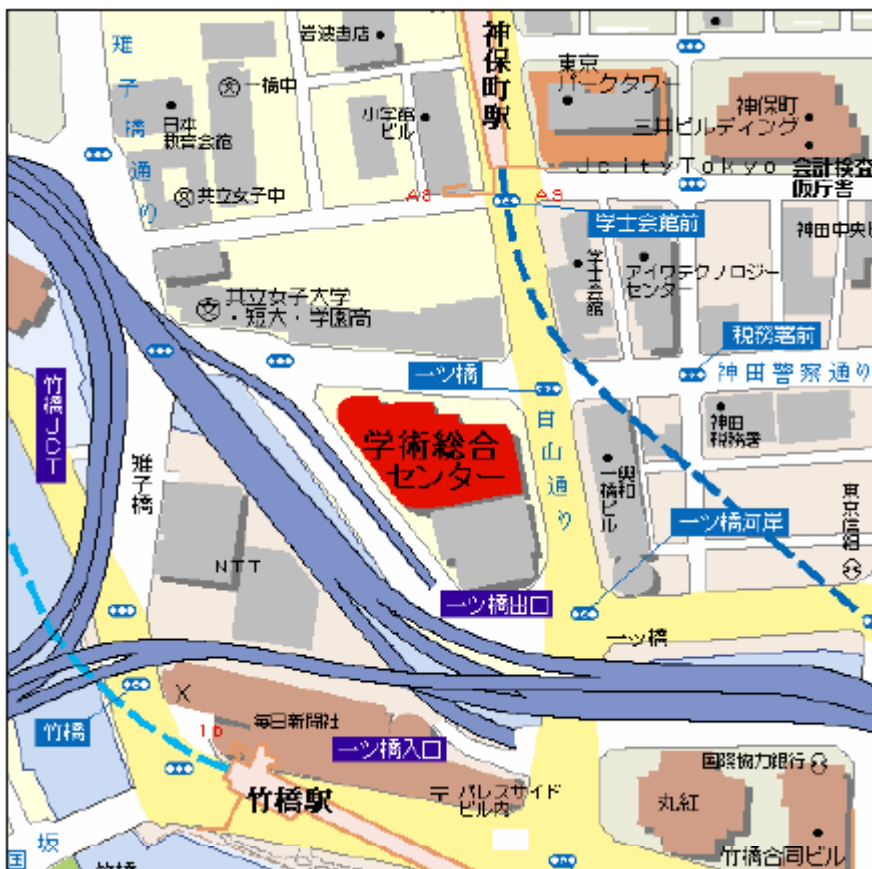 岩波書店
神保町駅
東京
パークタワー
神保町
三井ビルディング
JcityTokyo
会計検査
仮庁舎
雉子橋通り
一橋中
日本
教育会館
小学館
ビル
共立女子中
A8
A9
学士会館前
学士会館
アイワテクノロジー
センター
神田中央ビ
共立女子大学
・短大・学園高
税務署前
神田警察通り
一ツ橋
竹橋JCT
学術総合
センター
白山通り
神田
税務署
雉子橋
興和
一橋ビル
一ツ橋河岸
東京信組
NTT
一ツ橋出口
一ツ橋
竹橋
1b
毎日新聞社
一ツ橋入口
国際協力銀行
竹橋駅
パレスサイド
ビル内
丸紅
竹橋合同ビル
坂
国
竹橋